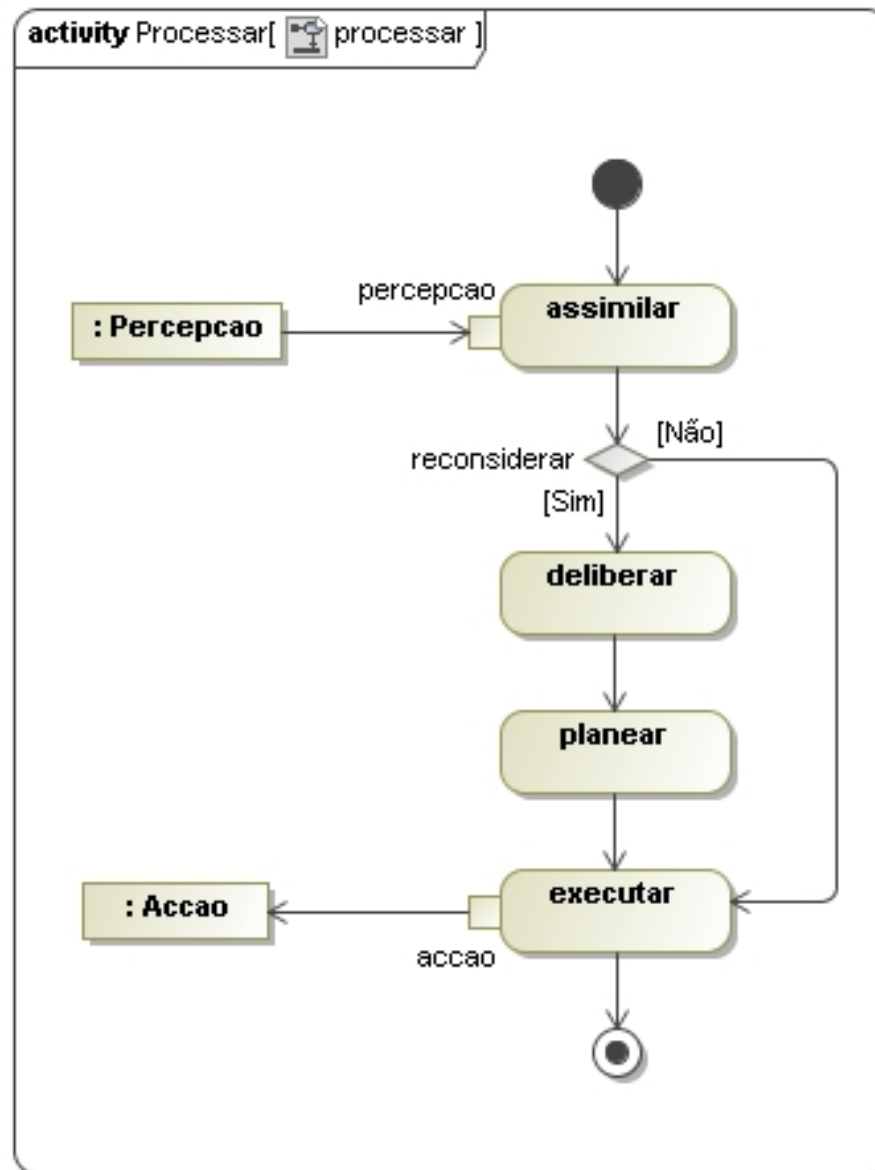 activity Processar[ processar ]
percepcao
assimilar
: Percepcao
[Não]
reconsiderar
[Sim]
deliberar
planear
executar
: Accao
accao